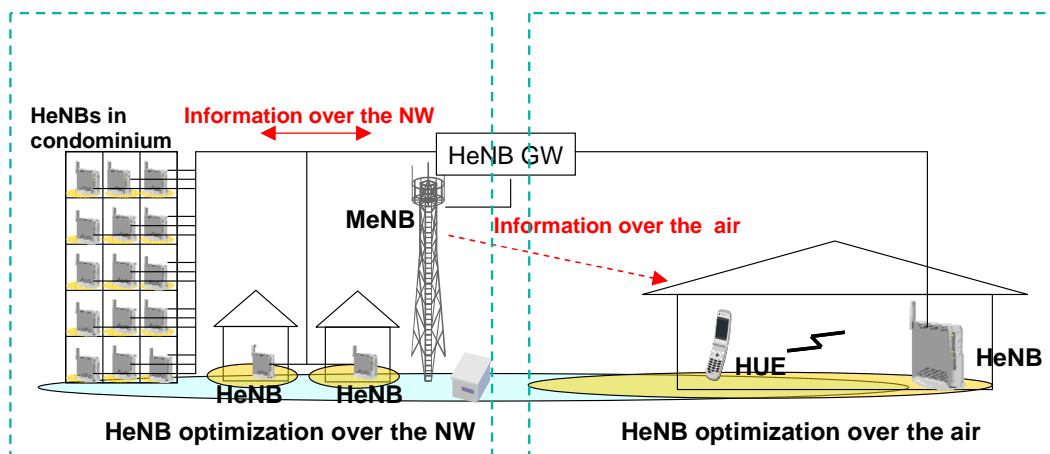 HeNBs in
condominium
Information over the NW
HeNB GW
MeNB
Information over the air
HUE
HeNB
HeNB
HeNB
HeNB optimization over the NW
HeNB optimization over the air